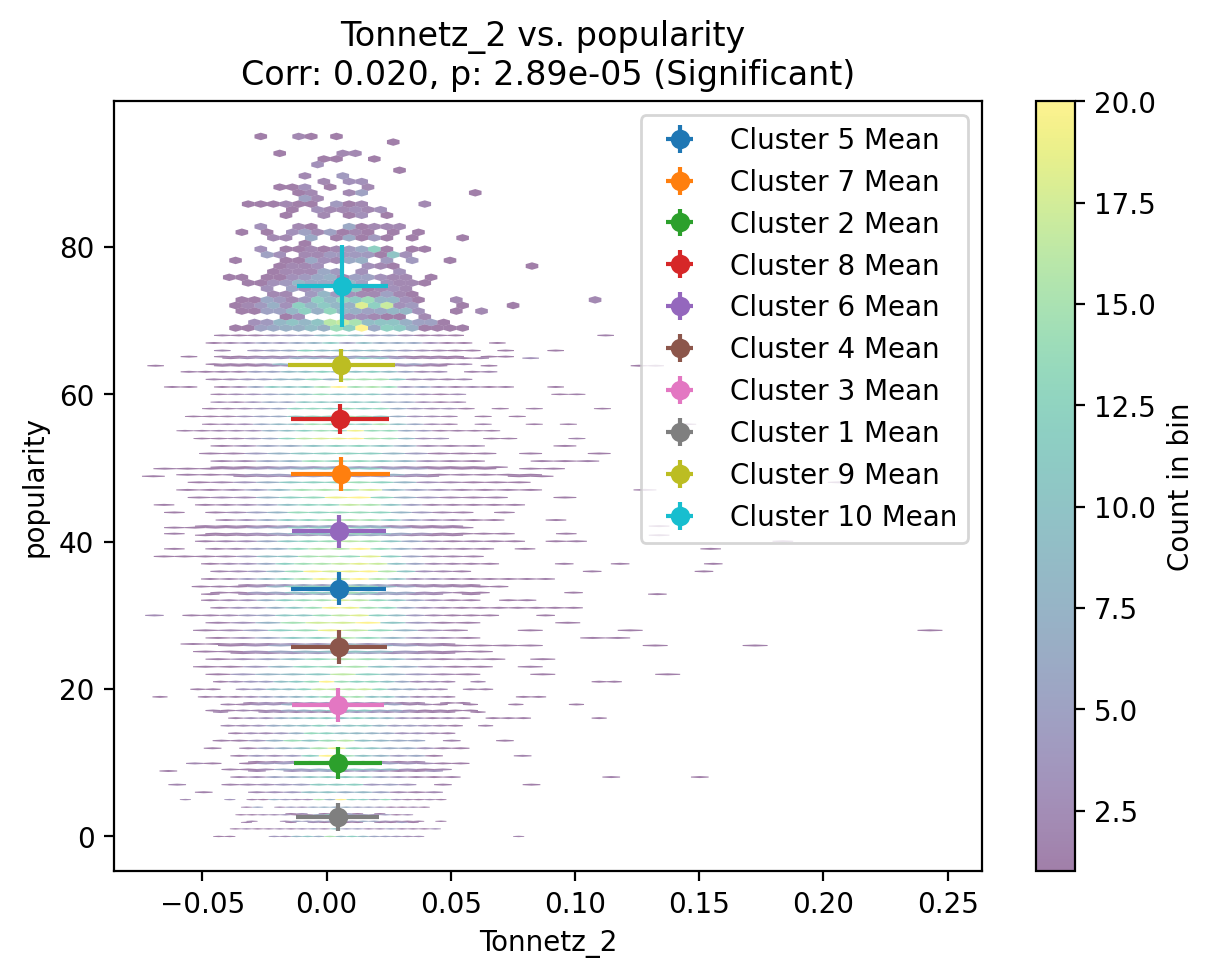 Tonnetz_2 vs. popularity
Corr: 0.020, p: 2.89e-05 (Significant)
popularity
80
60
40
20
0
−0.05
0.00
0.05
0.10
0.15
0.20
0.25
Tonnetz_2
Cluster 5 Mean
Cluster 7 Mean
Cluster 2 Mean
Cluster 8 Mean
Cluster 6 Mean
Cluster 4 Mean
Cluster 3 Mean
Cluster 1 Mean
Cluster 9 Mean
Cluster 10 Mean
20.0
17.5
15.0
12.5
10.0
7.5
5.0
2.5
Count in bin